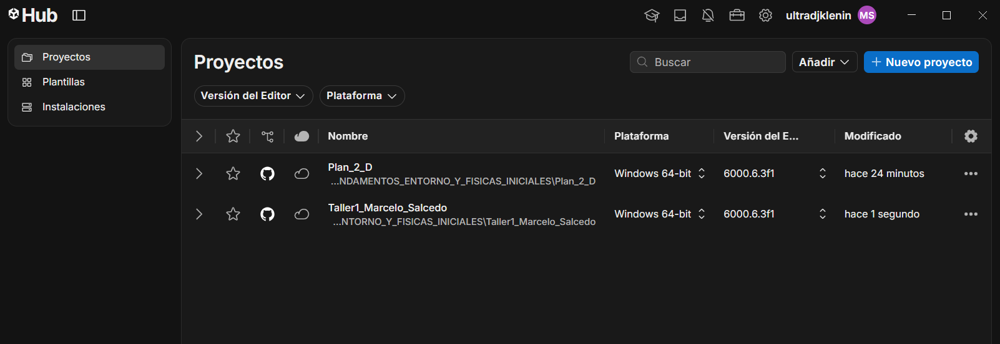 Hub
ultradjklenin MS
Proyectos
Plantillas
Instalaciones
Proyectos
Buscar
Añadir
+ Nuevo proyecto
Versión del Editor
Plataforma
Nombre Plataforma Versión del E... Modificado
Plan_2_D
...NDAMENTOS_ENTORNO_Y_FISICAS_INICIALES\Plan_2_D
Windows 64-bit 6000.6.3f1 hace 24 minutos
Taller1_Marcelo_Salcedo
...NTORNO_Y_FISICAS_INICIALES\Taller1_Marcelo_Salcedo
Windows 64-bit 6000.6.3f1 hace 1 segundo